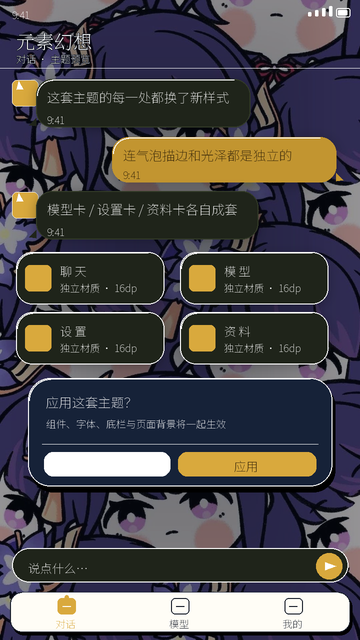 9:41
元素幻想
对话 · 主题
这套主题的每一处都换了新样式
9:41
连气泡描边和光泽都是独立的
9:41
模型卡 / 设置卡 / 资料卡各自成套
9:41
聊天
独立材质 · 16dp
模型
独立材质 · 16dp
设置
独立材质 · 16dp
资料
独立材质 · 16dp
应用这套主题？
组件、字体、底栏与页面背景将一起生效
应用
说点什么…
对话
模型
我的